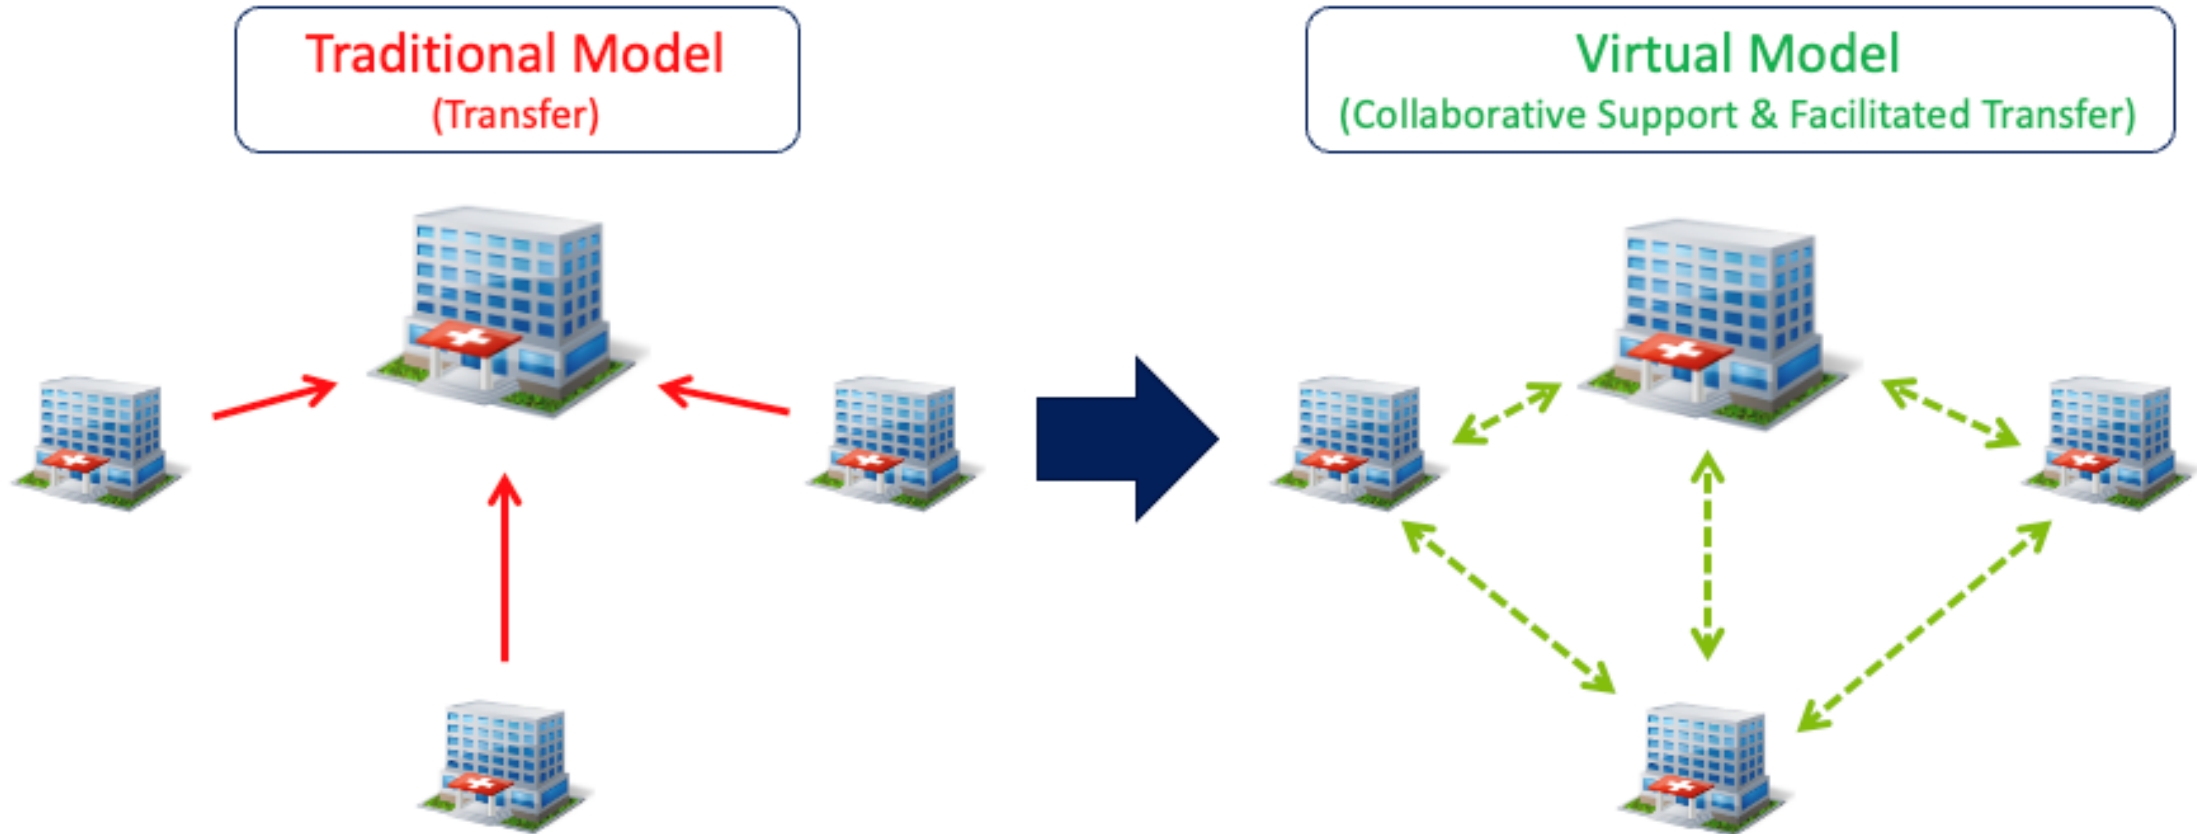 Traditional Model
(Transfer)
Virtual Model
(Collaborative Support & Facilitated Transfer)